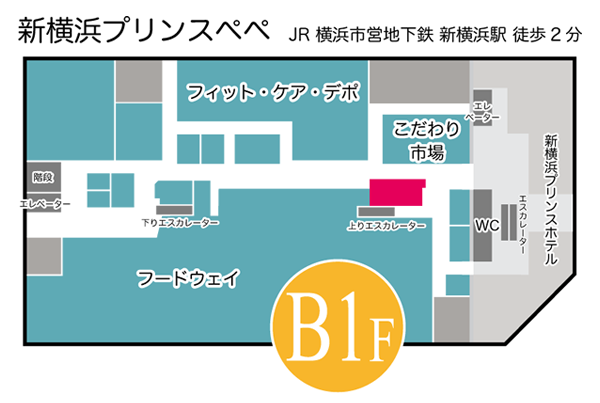 新横浜プリンスペペ JR 横浜市営地下鉄 新横浜駅 徒歩２分
フィット・ケア・デポ
こだわり
市場
エレ
ベーター
新横浜プリンスホテル
階段
エレベーター
下りエスカレーター
上りエスカレーター
WC
エスカレーター
フードウェイ
B1F